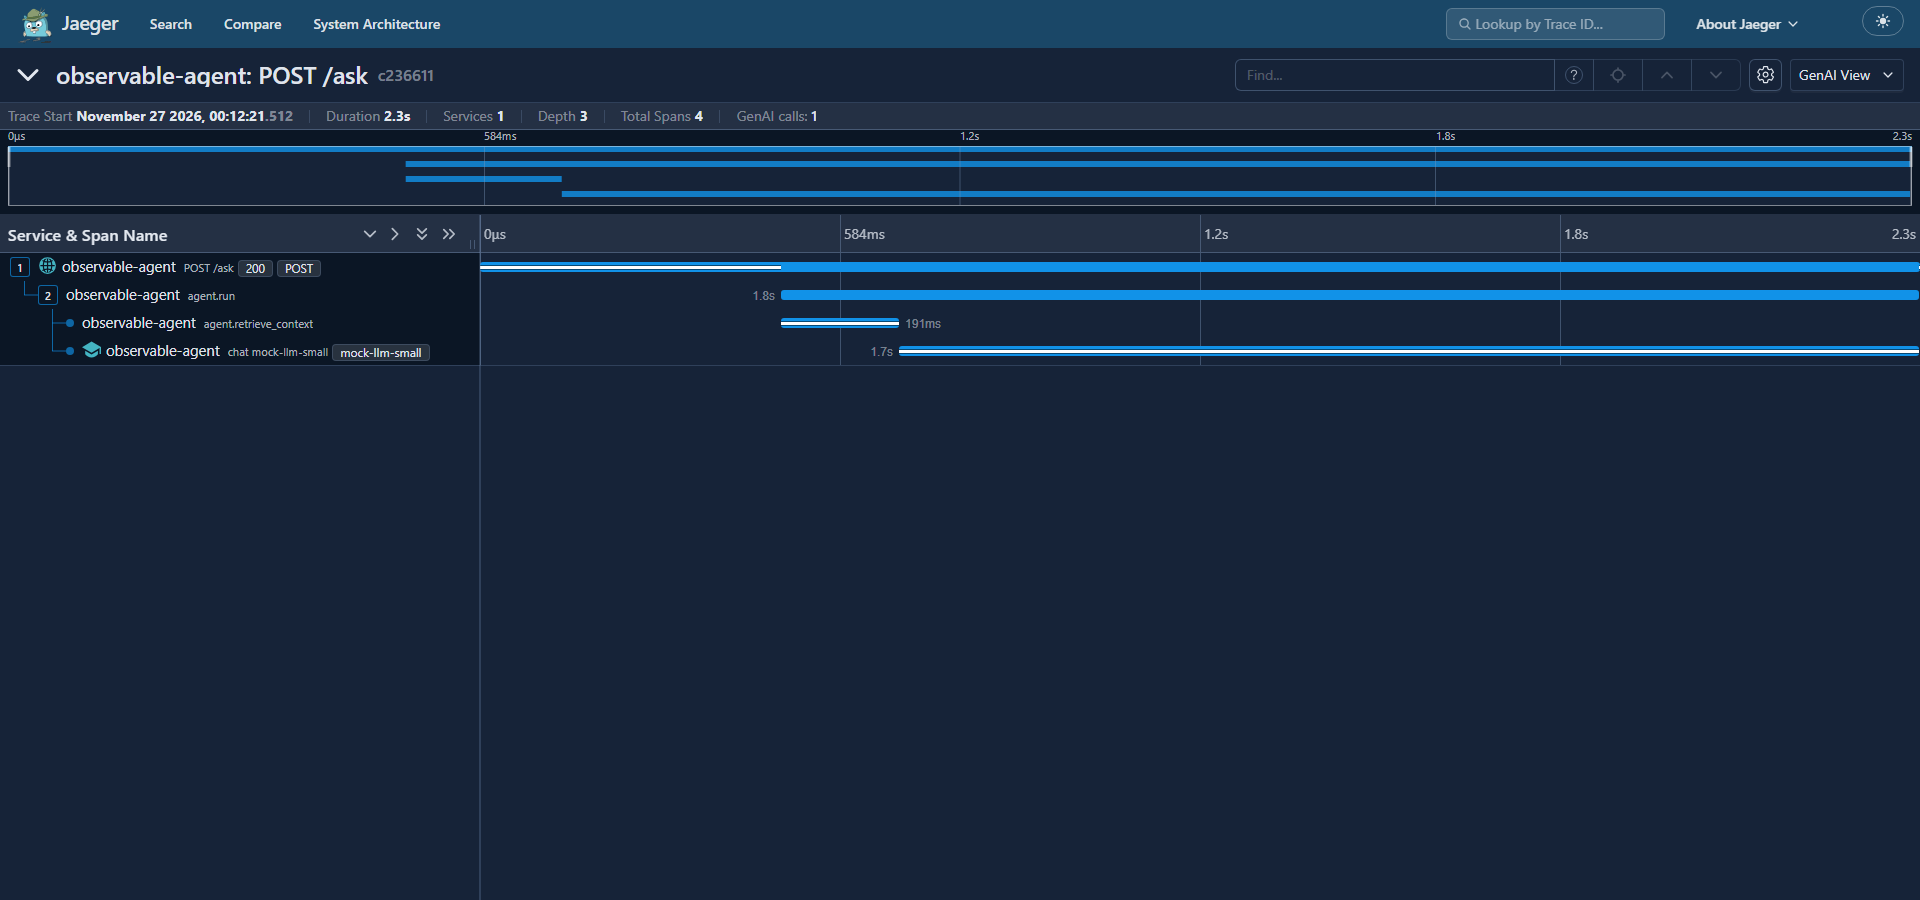 Jaeger Search Compare System Architecture Lookup by Trace ID... About Jaeger
observable-agent: POST /ask c236611 Find... ? GenAI View
Trace Start November 27 2026, 00:12:21.512 Duration 2.3s Services 1 Depth 3 Total Spans 4 GenAI calls: 1
0μs 584ms 1.2s 1.8s 2.3s
Service & Span Name 0μs 584ms 1.2s 1.8s 2.3s
1 observable-agent POST /ask 200 POST
2 observable-agent agent.run 1.8s
observable-agent agent.retrieve_context 191ms
observable-agent chat mock-llm-small mock-llm-small 1.7s